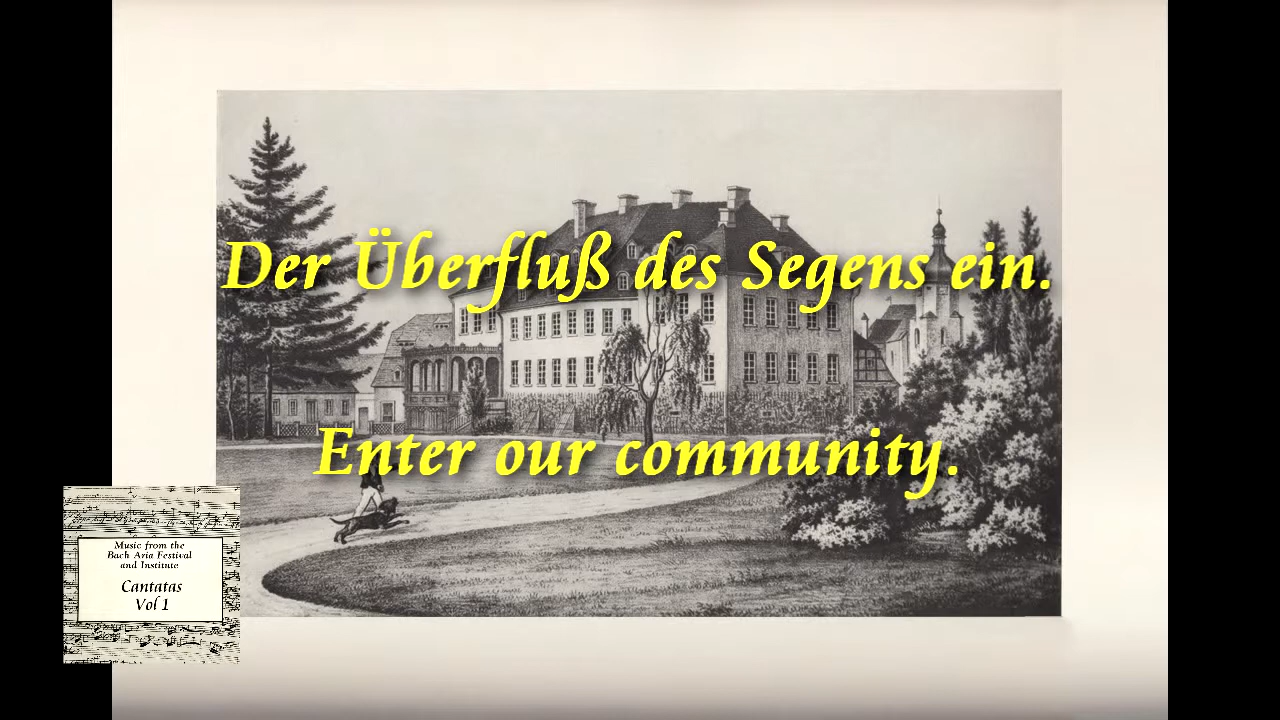 Der Überfluß des Segens ein.
Enter our community.
Music from the
Bach Aria Festival
and Institute
Cantatas
Vol 1